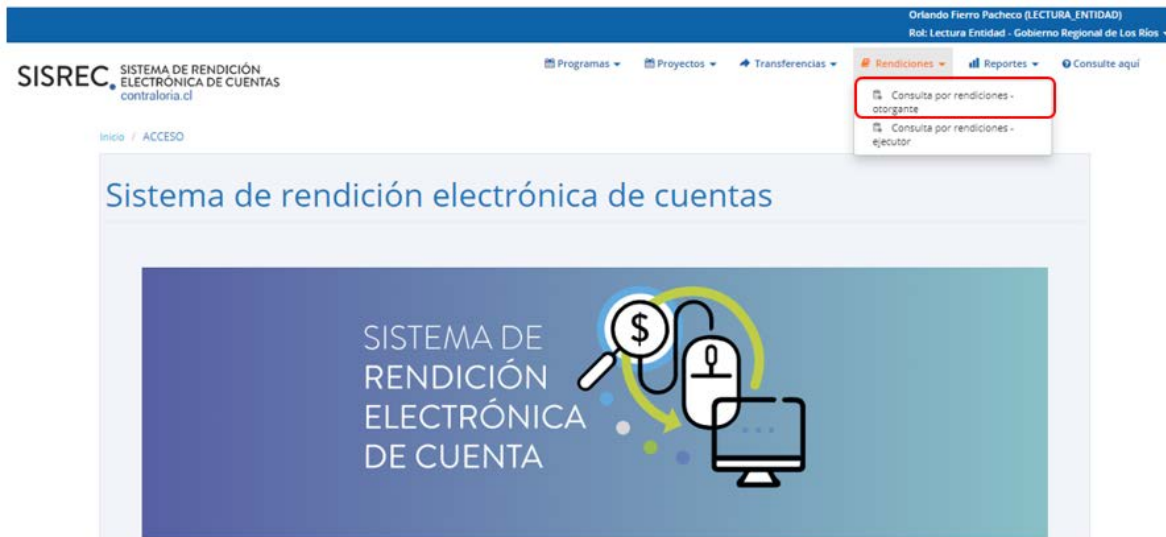 Orlando Fierro Pacheco (LECTURA_ENTIDAD)
Rol: Lectura Entidad - Gobierno Regional de Los Ríos
SISREC. SISTEMA DE RENDICIÓN
ELECTRÓNICA DE CUENTAS
contraloria.cl
Programas Proyectos Transferencias Rendiciones Reportes Consulte aquí
Consulta por rendiciones -
otorgante
Consulta por rendiciones -
ejecutor
Inicio / ACCESO
Sistema de rendición electrónica de cuentas
SISTEMA DE
RENDICIÓN
ELECTRÓNICA
DE CUENTA
$